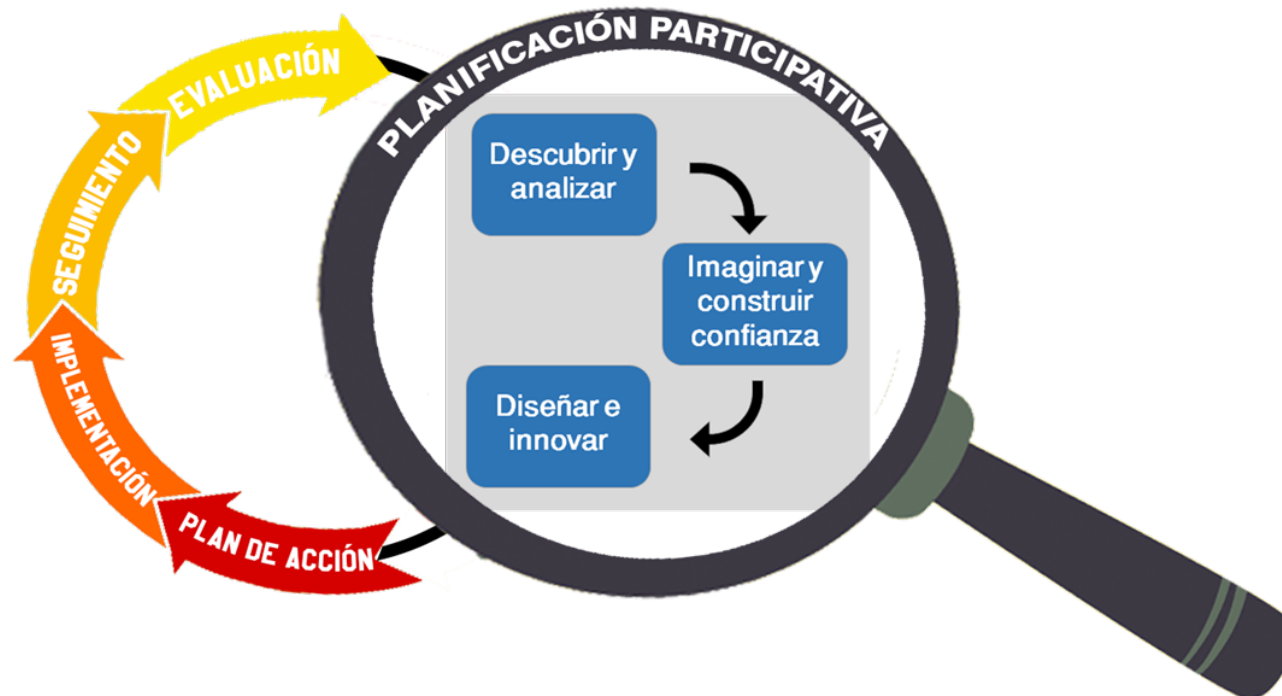 PLANIFICACIÓN PARTICIPATIVA
EVALUACIÓN
SEGUIMIENTO
IMPLEMENTACIÓN
PLAN DE ACCIÓN
Descubrir y
analizar
Imaginar y
construir
confianza
Diseñar e
innovar